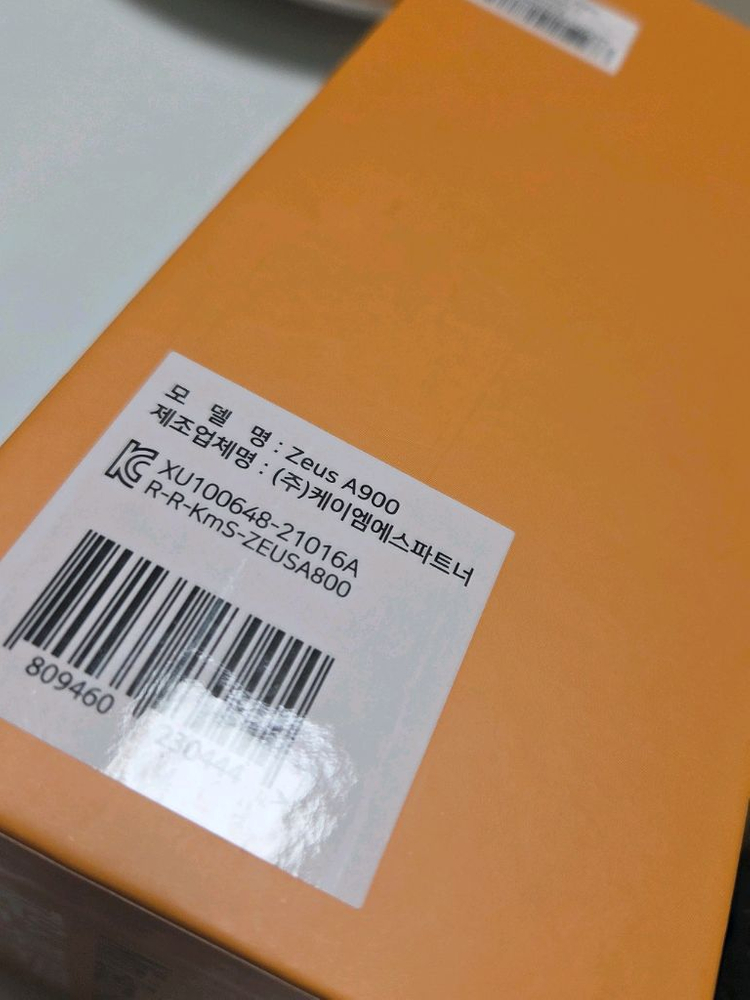 모 델 명 : Zeus A900
제조업체명 : (주)케이엠에스파트너
XU100648-21016A
R-R-KmS-ZEUSA800
809460 230444